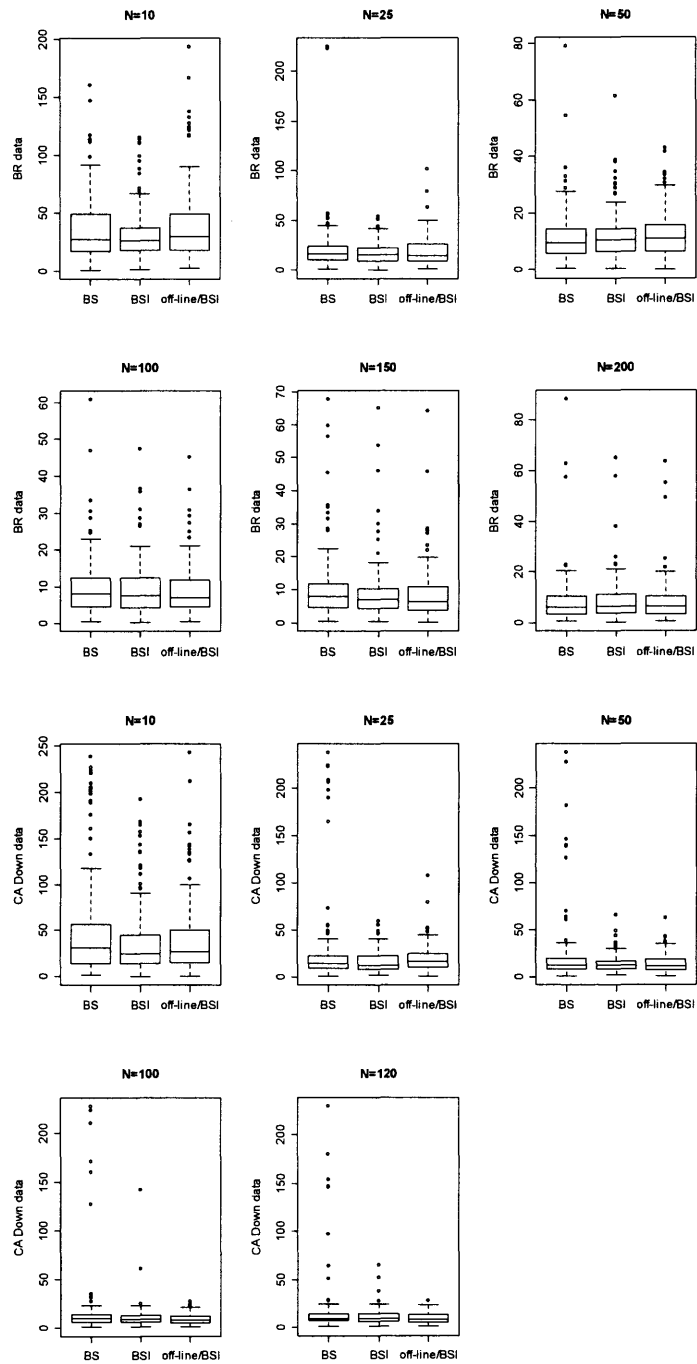 N=10
N=25
N=50
BR data
0 50 100 150 200
BS BSI off-line/BSI
BR data
0 50 100 150 200
BS BSI off-line/BSI
BR data
0 20 40 60 80
BS BSI off-line/BSI
N=100
N=150
N=200
BR data
0 10 20 30 40 50 60
BS BSI off-line/BSI
BR data
0 10 20 30 40 50 60 70
BS BSI off-line/BSI
BR data
0 20 40 60 80
BS BSI off-line/BSI
N=10
N=25
N=50
CA Down data
0 50 100 150 200 250
BS BSI off-line/BSI
CA Down data
0 50 100 150 200
BS BSI off-line/BSI
CA Down data
0 50 100 150 200
BS BSI off-line/BSI
N=100
N=120
CA Down data
0 50 100 150 200
BS BSI off-line/BSI
CA Down data
0 50 100 150 200
BS BSI off-line/BSI